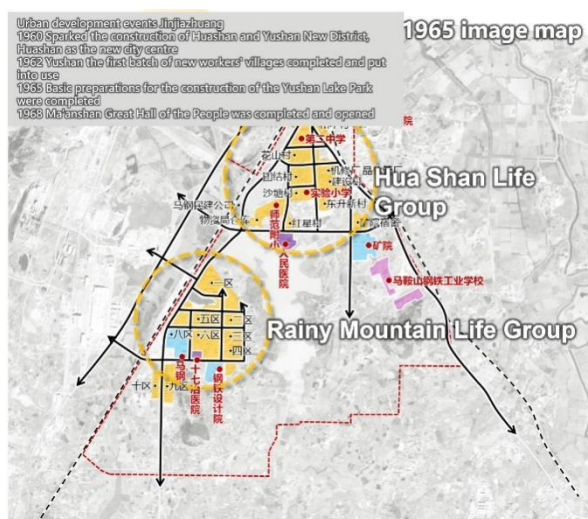 Urban development events Jinjiazhuang
1960 Sparked the construction of Huashan and Yushan New District,
Huashan as the new city centre
1962 Yushan the first batch of new workers' villages completed and put
into use
1965 Basic preparations for the construction of the Yushan Lake Park
were completed
1968 Ma'anshan Great Hall of the People was completed and opened
1965 image map
第二中学
花山村
团结村
沙塘村
实验小学
建设村
东升新村
马钢民建公司
师范附小
红星村
人民医院
矿院
马鞍山钢铁工业学校
Hua Shan Life
Group
Rainy Mountain Life Group
一区
五区
二区
八区
六区
三区
四区
马钢
十七冶医院
钢铁设计院
十区
九区